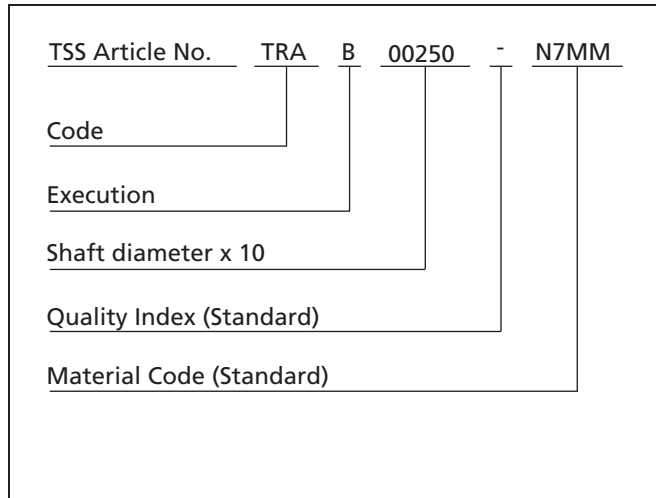 TSS Article No. TRA B 00250 - N7MM
Code
Execution
Shaft diameter x 10
Quality Index (Standard)
Material Code (Standard)